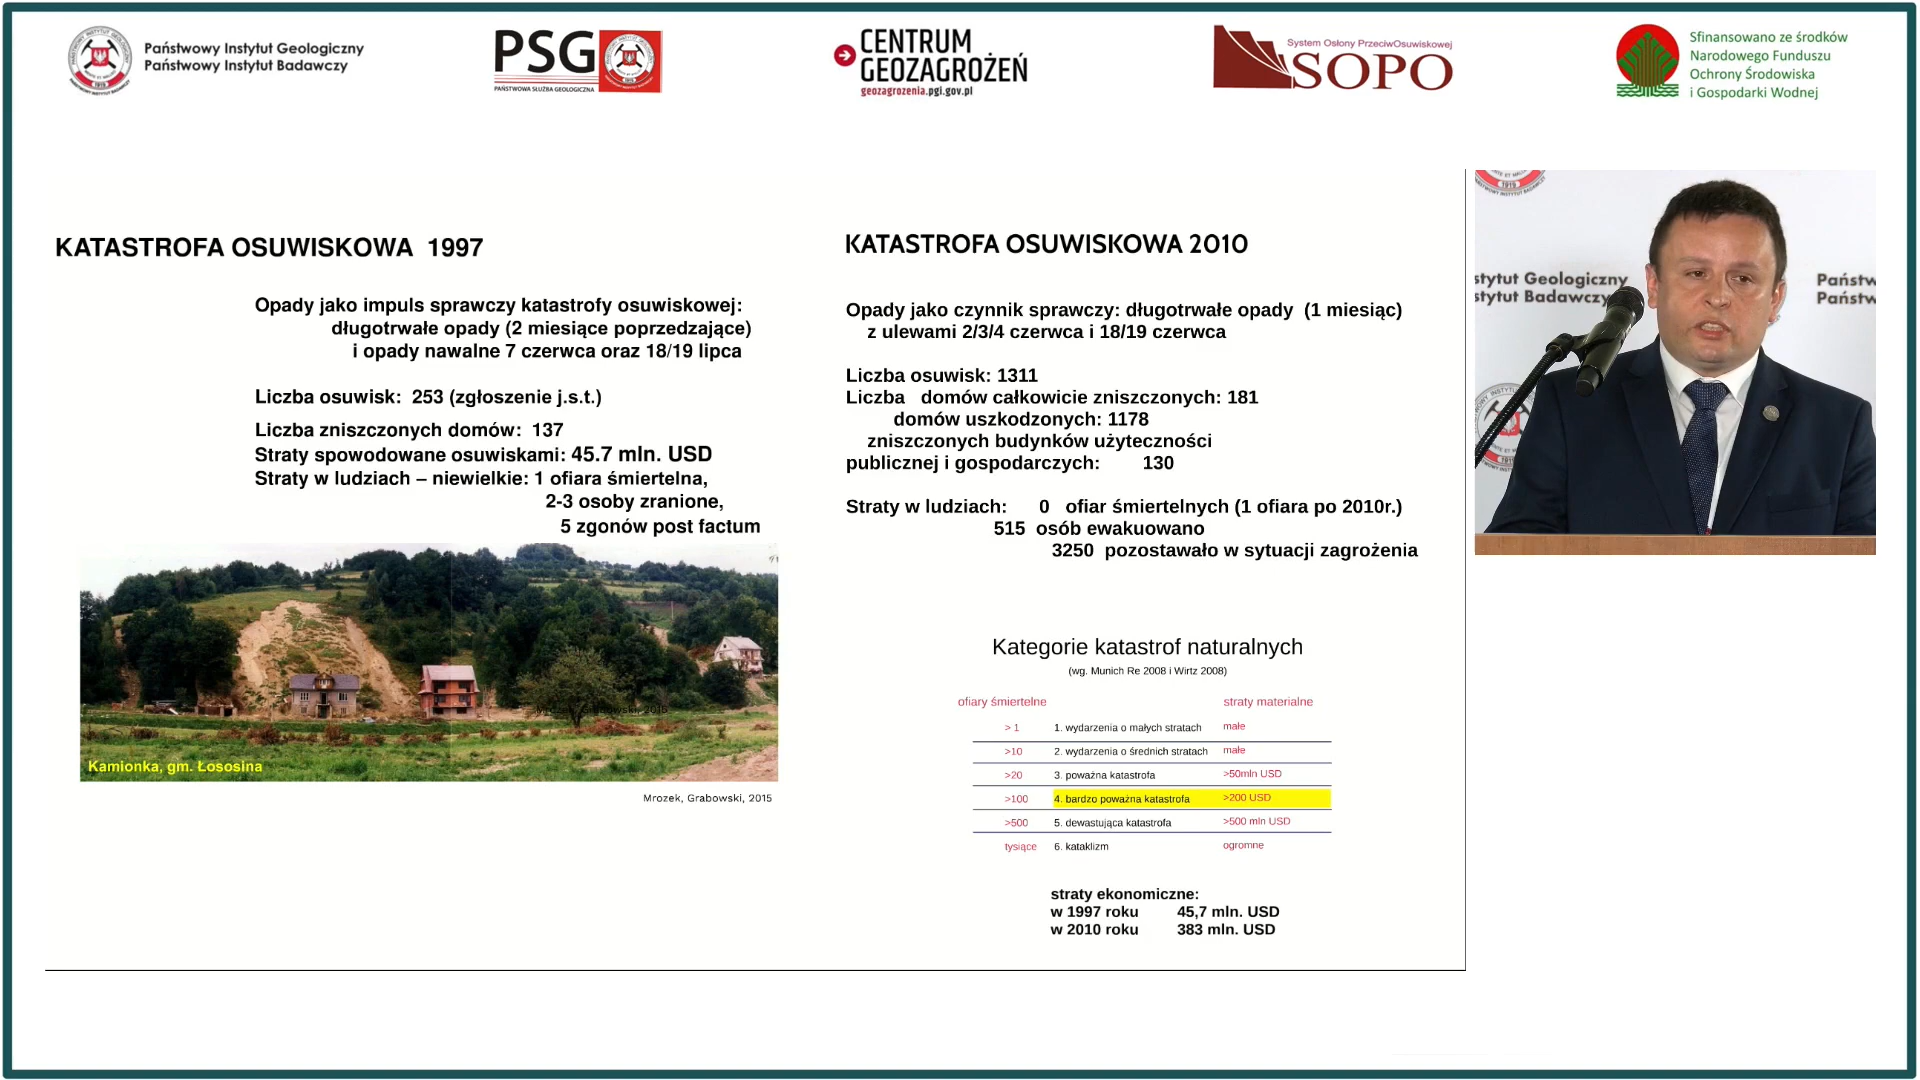 Państwowy Instytut Geologiczny
Państwowy Instytut Badawczy
PSG
PAŃSTWOWA SŁUŻBA GEOLOGICZNA
CENTRUM
GEOZAGROŻEŃ
geozagrozenia.pgi.gov.pl
System Osłony PrzeciwOsuwiskowej
SOPO
Sfinansowano ze środków
Narodowego Funduszu
Ochrony Środowiska
i Gospodarki Wodnej
KATASTROFA OSUWISKOWA 1997
Opady jako impuls sprawczy katastrofy osuwiskowej:
długotrwałe opady (2 miesiące poprzedzające)
i opady nawalne 7 czerwca oraz 18/19 lipca
Liczba osuwisk: 253 (zgłoszenie j.s.t.)
Liczba zniszczonych domów: 137
Straty spowodowane osuwiskami: 45.7 mln. USD
Straty w ludziach – niewielkie: 1 ofiara śmiertelna,
2-3 osoby zranione,
5 zgonów post factum
Mrozek, Grabowski, 2015
Kamionka, gm. Łososina
Mrozek, Grabowski, 2015
KATASTROFA OSUWISKOWA 2010
Opady jako czynnik sprawczy: długotrwałe opady (1 miesiąc)
z ulewami 2/3/4 czerwca i 18/19 czerwca
Liczba osuwisk: 1311
Liczba domów całkowicie zniszczonych: 181
domów uszkodzonych: 1178
zniszczonych budynków użyteczności
publicznej i gospodarczych: 130
Straty w ludziach: 0 ofiar śmiertelnych (1 ofiara po 2010r.)
515 osób ewakuowano
3250 pozostawało w sytuacji zagrożenia
Kategorie katastrof naturalnych
(wg. Munich Re 2008 i Wirtz 2008)
ofiary śmiertelne straty materialne
> 1 1. wydarzenia o małych stratach małe
>10 2. wydarzenia o średnich stratach małe
>20 3. poważna katastrofa >50mln USD
>100 4. bardzo poważna katastrofa >200 USD
>500 5. dewastująca katastrofa >500 mln USD
tysiące 6. kataklizm ogromne
straty ekonomiczne:
w 1997 roku 45,7 mln. USD
w 2010 roku 383 mln. USD
1919
stytut Geologiczny
stytut Badawczy
Państw
Państw